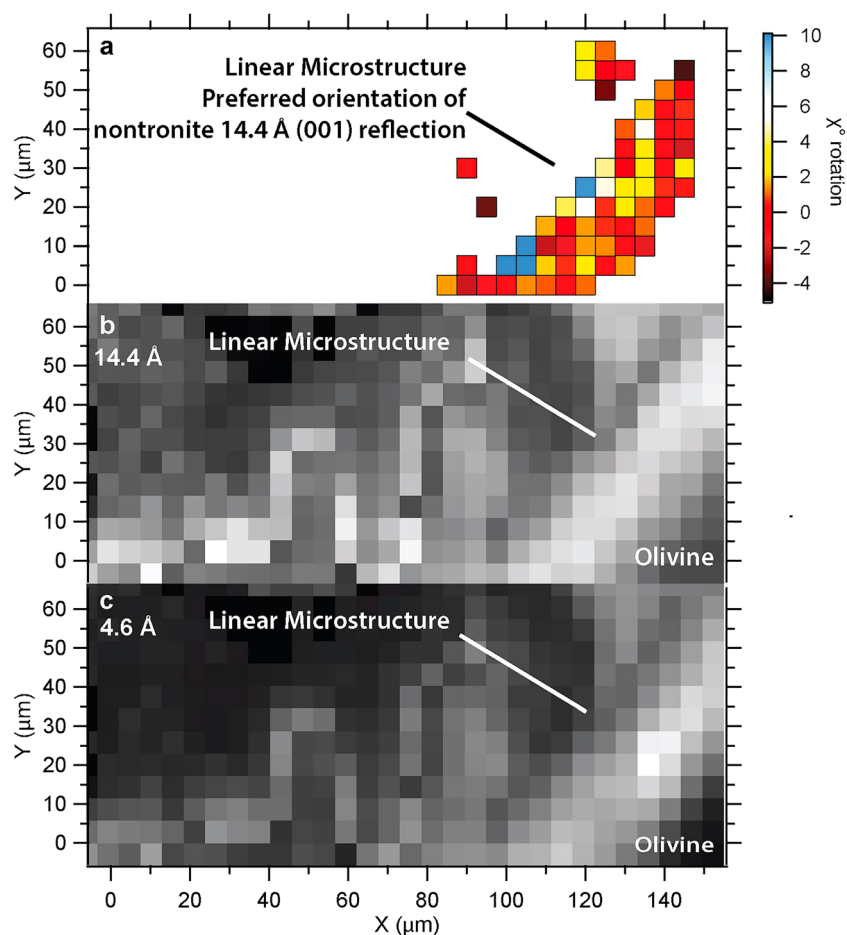 a
Linear Microstructure
Preferred orientation of
nontronite 14.4 Å (001) reflection
60
50
40
30
20
10
0
Y (µm)
10
8
6
4
2
0
-2
-4
χ° rotation
b
14.4 Å
Linear Microstructure
Olivine
60
50
40
30
20
10
0
Y (µm)
c
4.6 Å
Linear Microstructure
Olivine
60
50
40
30
20
10
0
Y (µm)
0 20 40 60 80 100 120 140
X (µm)